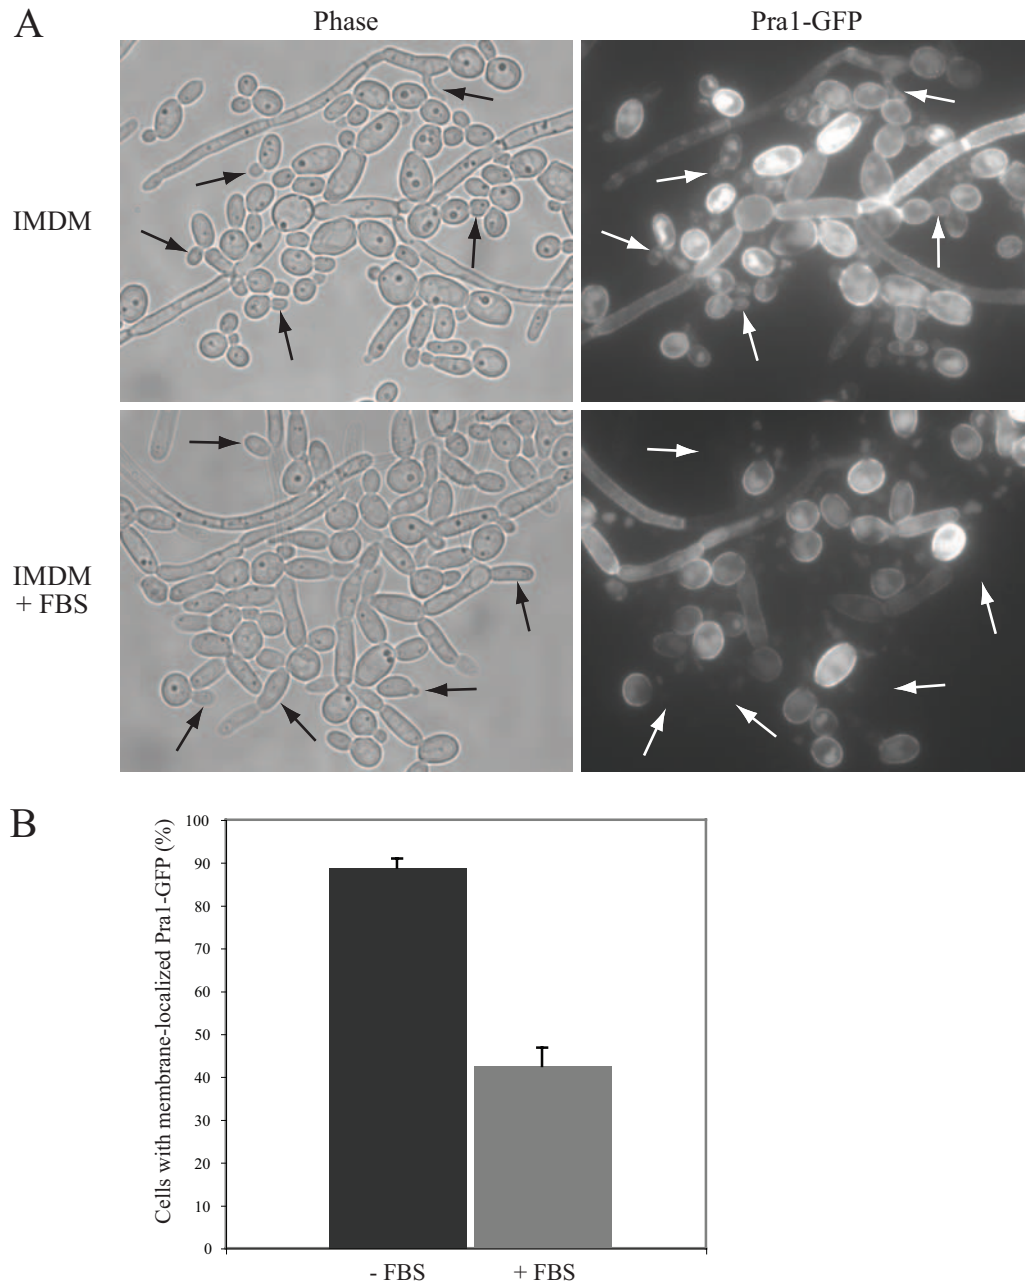 A
Phase
Pra1-GFP
IMDM
IMDM
+ FBS
B
Cells with membrane-localized Pra1-GFP (%)
100
90
80
70
60
50
40
30
20
10
0
- FBS
+ FBS